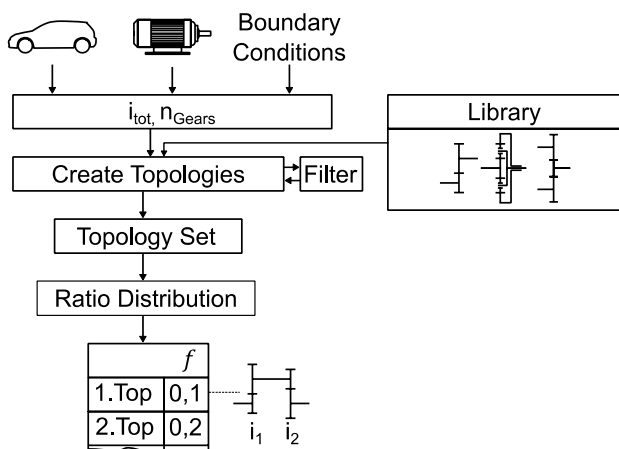 Boundary
Conditions
i_tot, n_Gears
Library
Create Topologies
Filter
Topology Set
Ratio Distribution
f
1.Top 0,1
2.Top 0,2
i_1 i_2